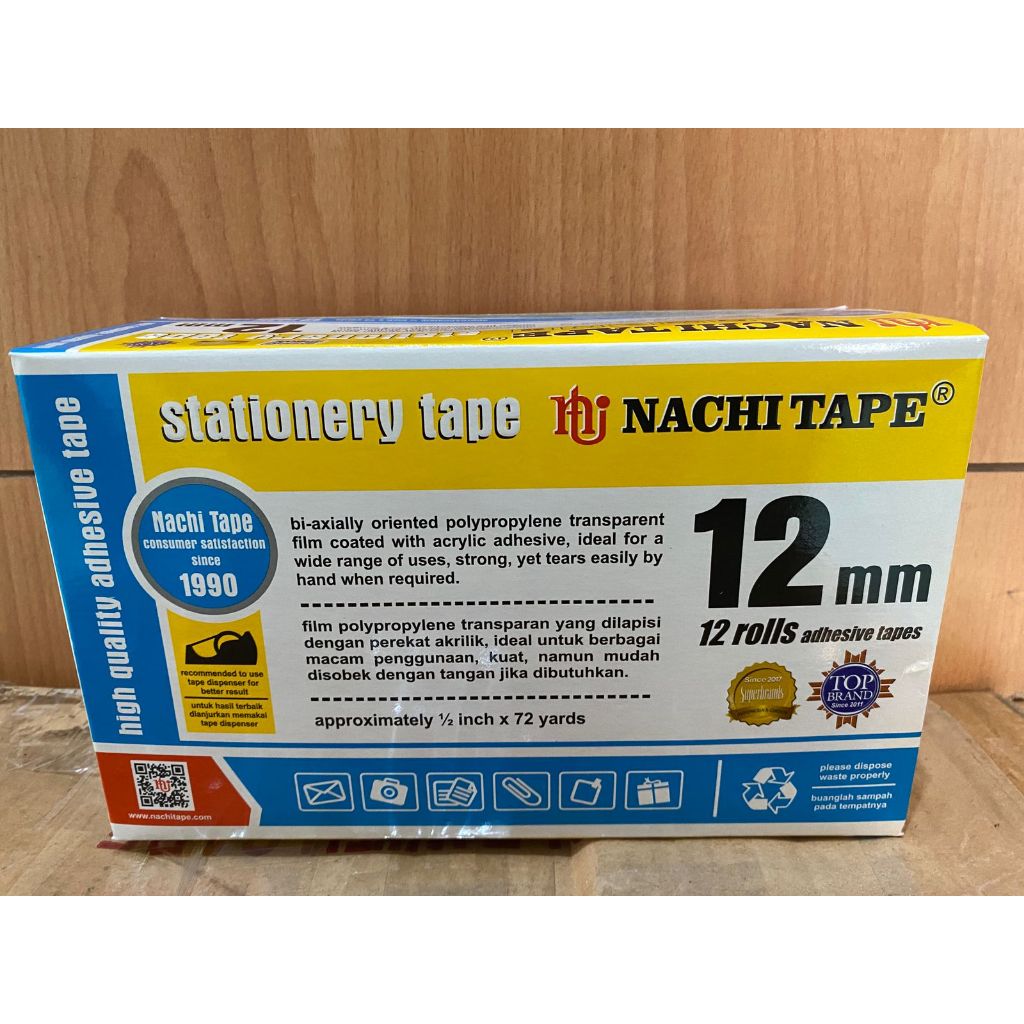 12 mm
NACHI TAPE
high quality adhesive tape
stationery tape NACHI TAPE®
Nachi Tape
consumer satisfaction
since
1990
recommended to use
tape dispenser for
better result
untuk hasil terbaik
dianjurkan memakai
tape dispenser
bi-axially oriented polypropylene transparent
film coated with acrylic adhesive, ideal for a
wide range of uses, strong, yet tears easily by
hand when required.
film polypropylene transparan yang dilapisi
dengan perekat akrilik, ideal untuk berbagai
macam penggunaan, kuat, namun mudah
disobek dengan tangan jika dibutuhkan.
approximately ½ inch x 72 yards
12 mm
12 rolls adhesive tapes
Since 2017
Superbrands
TOP
BRAND
Since 2011
www.nachitape.com
please dispose
waste properly
buanglah sampah
pada tempatnya